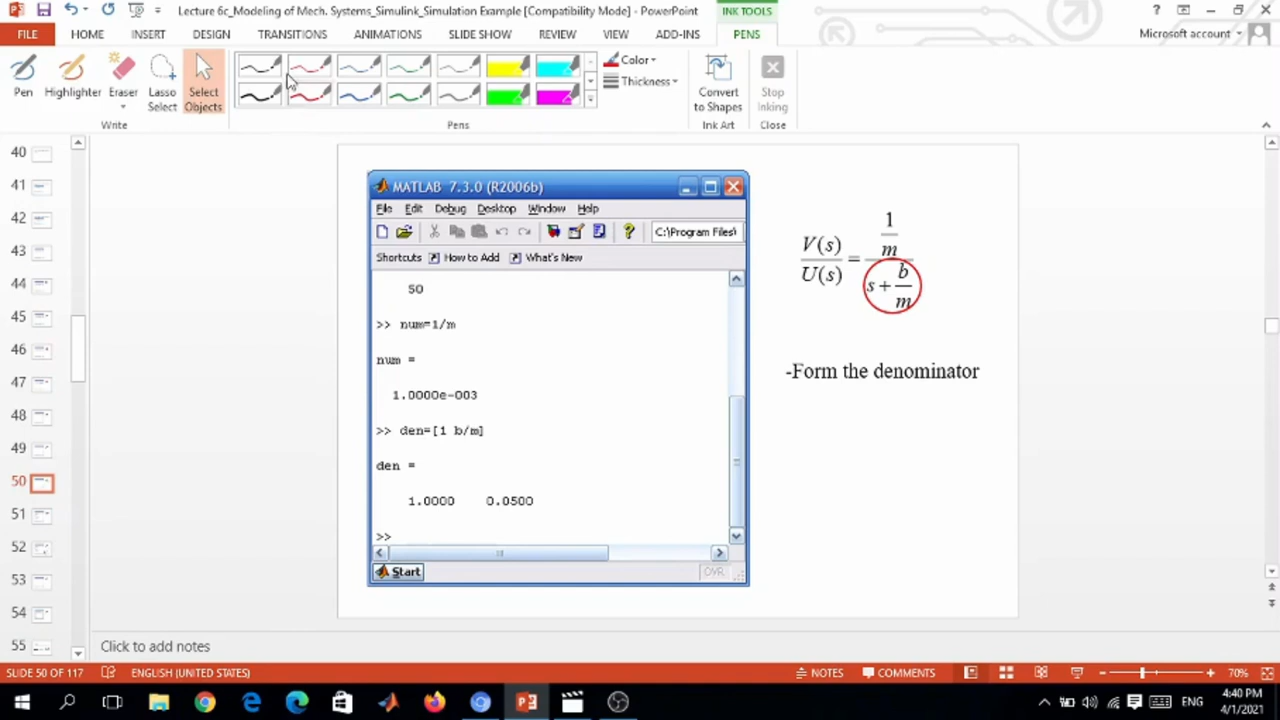 Lecture 6c_Modeling of Mech. Systems_Simulink_Simulation Example [Compatibility Mode] - PowerPoint
INK TOOLS
?
FILE HOME INSERT DESIGN TRANSITIONS ANIMATIONS SLIDE SHOW REVIEW VIEW ADD-INS PENS
Microsoft account
Pen
Highlighter
Eraser
Lasso Select
Select Objects
Color
Thickness
Convert to Shapes
Stop Inking
Write
Pens
Ink Art
Close
40
41
42
43
44
45
46
47
48
49
50
51
52
53
54
55
MATLAB 7.3.0 (R2006b)
File Edit Debug Desktop Window Help
C:\Program Files\
Shortcuts How to Add What's New
50
>> num=1/m
num =
1.0000e-003
>> den=[1 b/m]
den =
1.0000 0.0500
>>
Start
OVR
V(s)/U(s) = (1/m)/(s + b/m)
-Form the denominator
Click to add notes
SLIDE 50 OF 117
ENGLISH (UNITED STATES)
NOTES
COMMENTS
70%
ENG
4:40 PM
4/1/2021